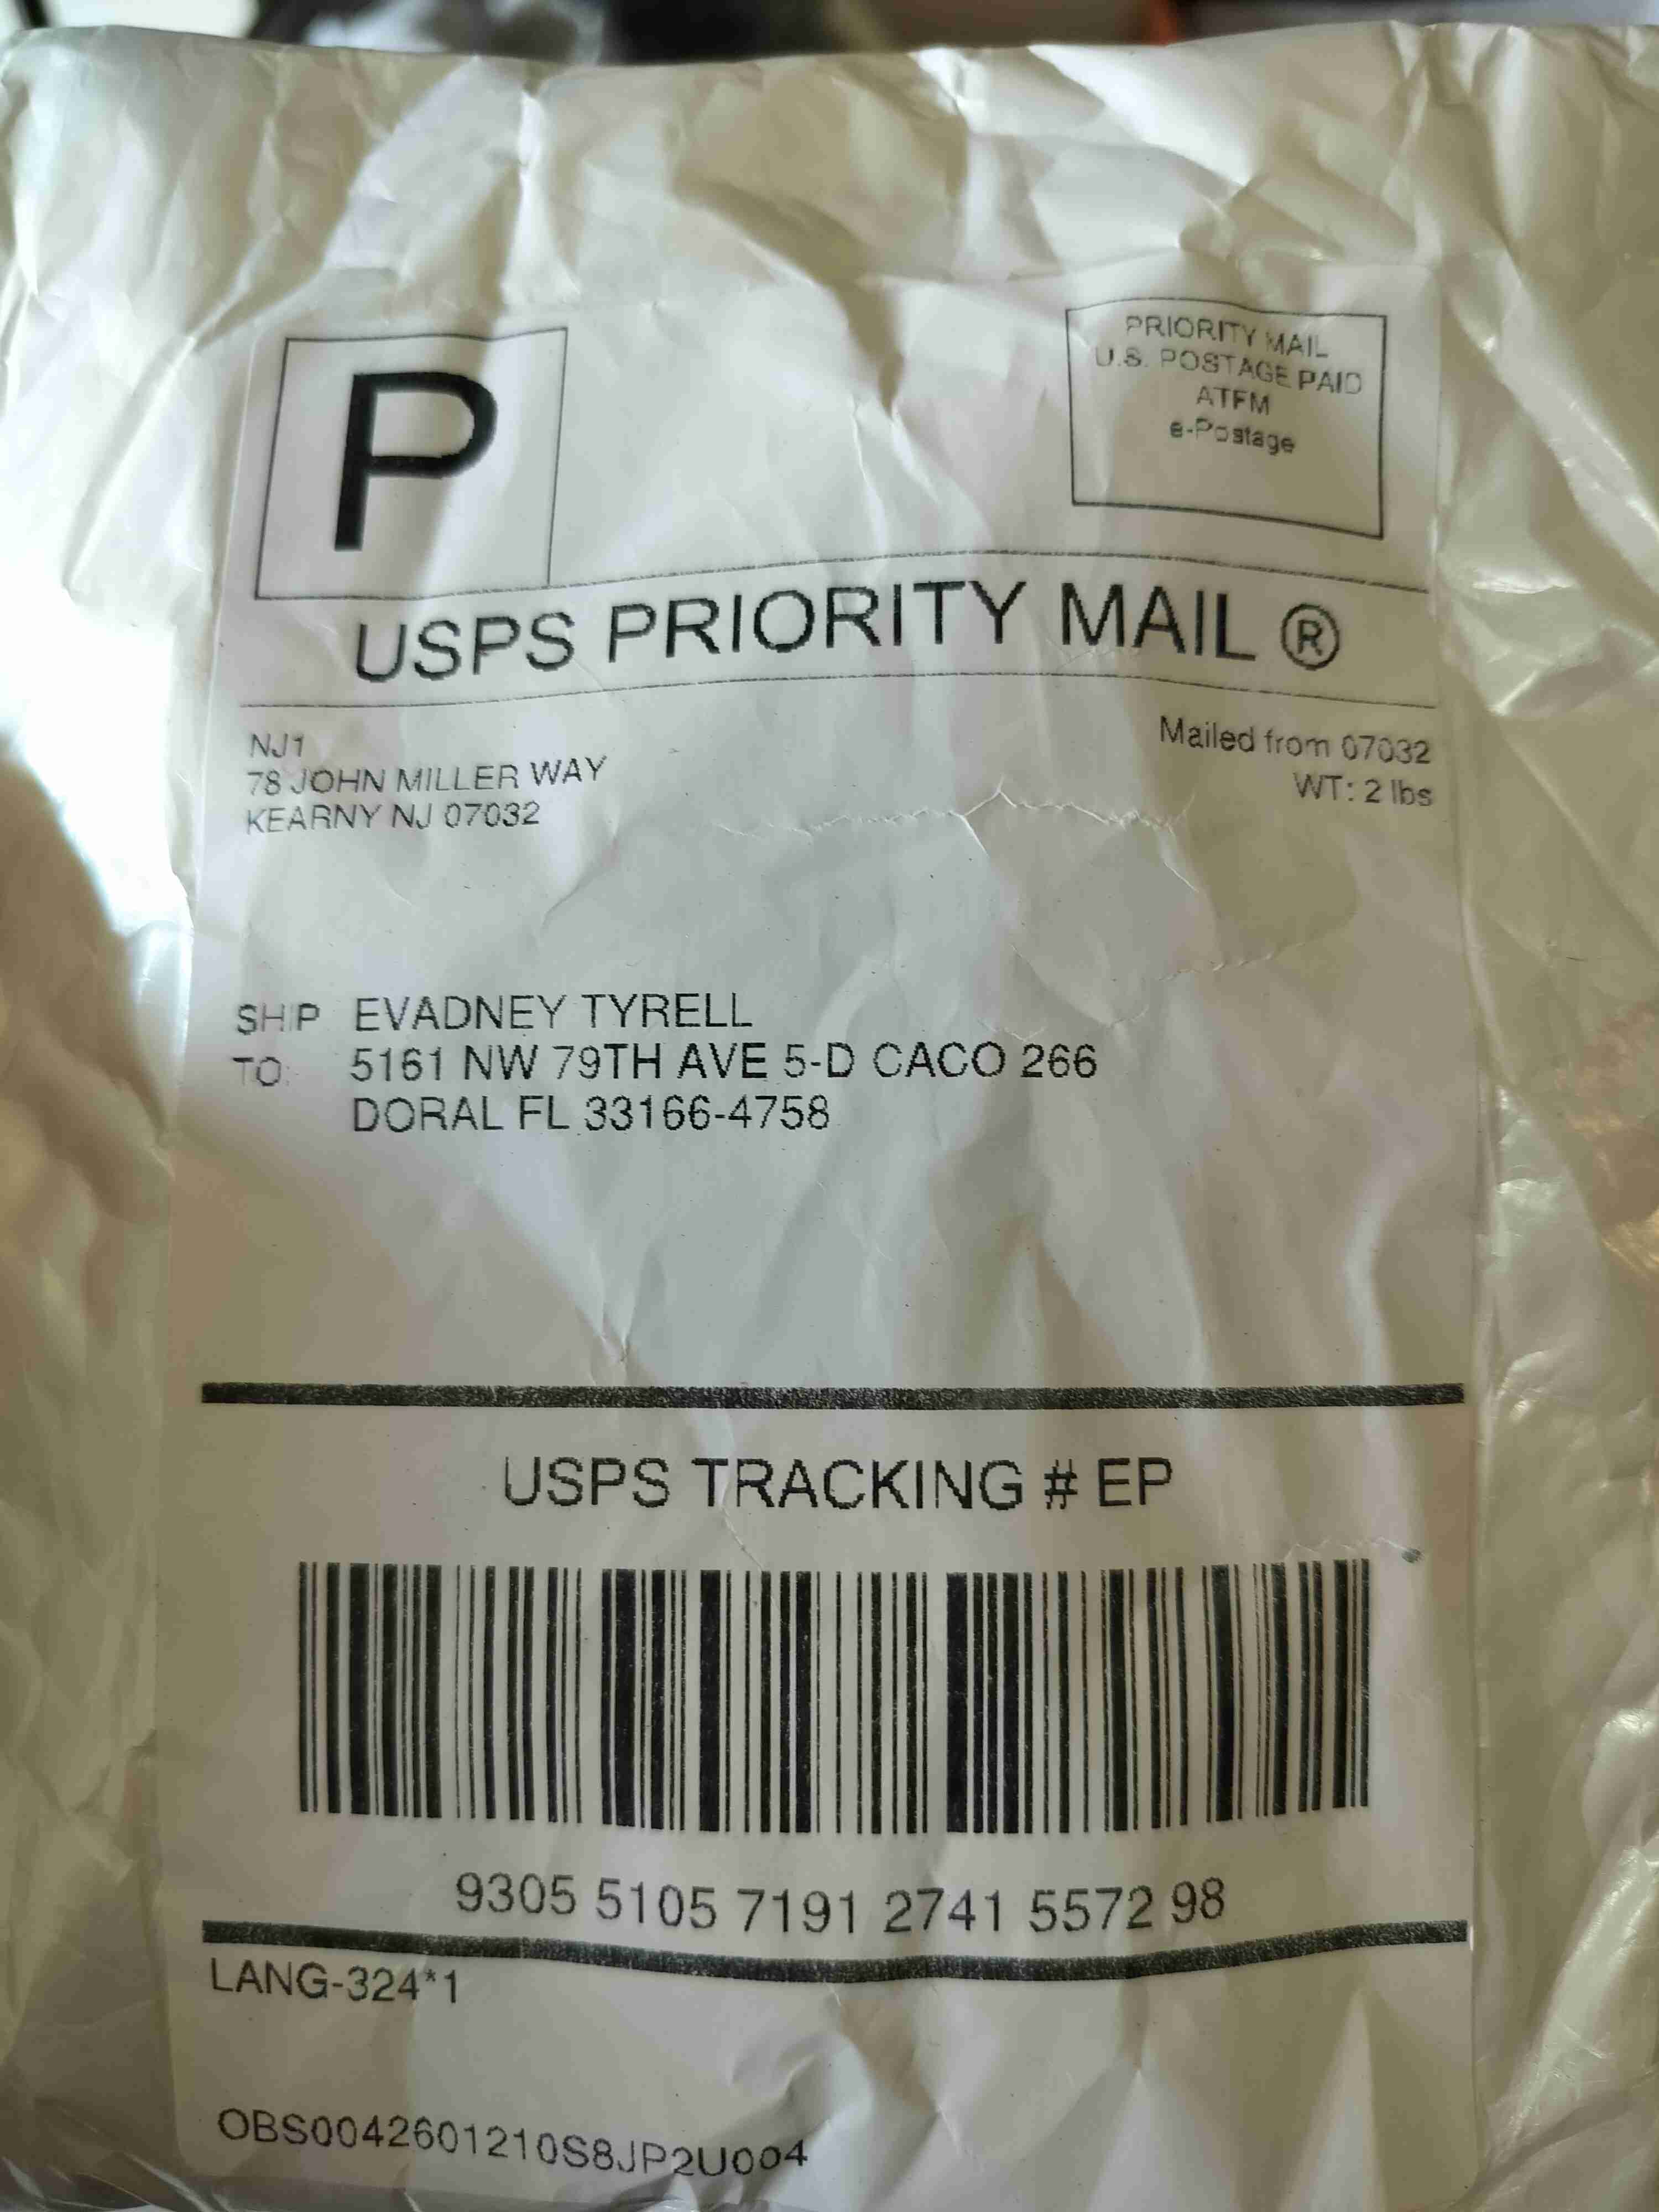 P
PRIORITY MAIL
U.S. POSTAGE PAID
ATFM
e-Postage
USPS PRIORITY MAIL ®
NJ1
78 JOHN MILLER WAY
KEARNY NJ 07032
Mailed from 07032
WT: 2 lbs
SHIP TO: EVADNEY TYRELL
5161 NW 79TH AVE 5-D CACO 266
DORAL FL 33166-4758
USPS TRACKING # EP
9305 5105 7191 2741 5572 98
LANG-324*1
OBS0042601210S8JP2U004